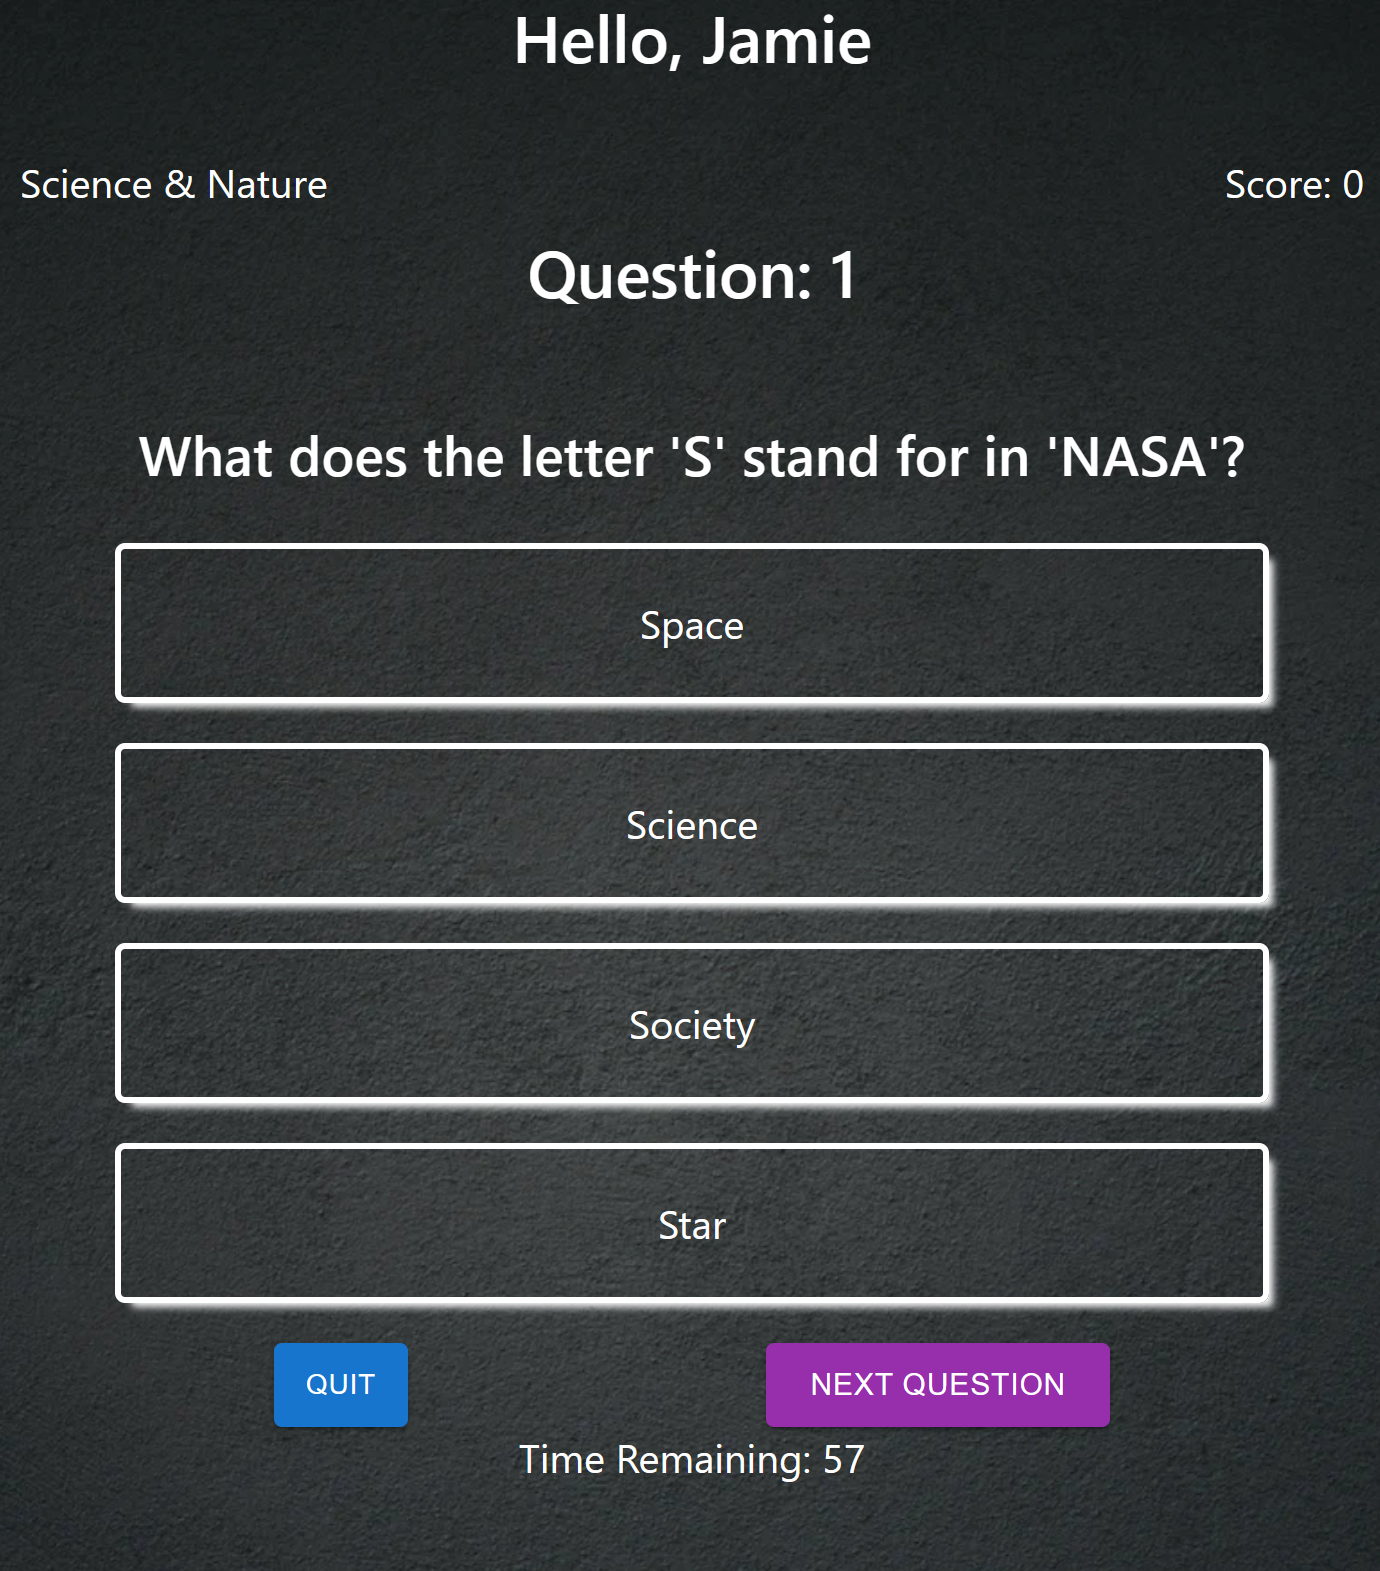 Hello, Jamie
Science & Nature
Score: 0
Question: 1
What does the letter 'S' stand for in 'NASA'?
Space
Science
Society
Star
QUIT
NEXT QUESTION
Time Remaining: 57